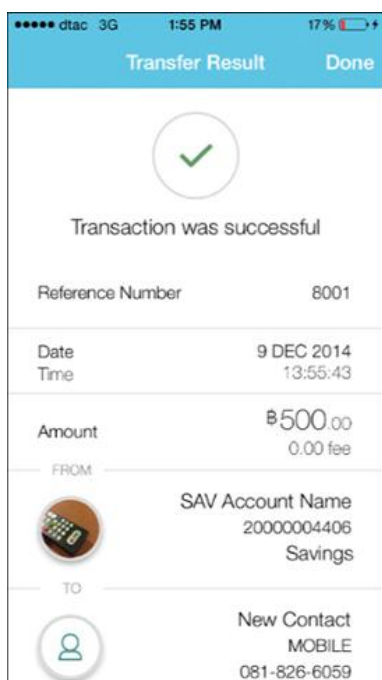 dtac 3G 1:55 PM 17%
Transfer Result Done
Transaction was successful
Reference Number 8001
Date 9 DEC 2014
Time 13:55:43
Amount ฿500.00
0.00 fee
FROM
SAV Account Name
20000004406
Savings
TO
New Contact
MOBILE
081-826-6059